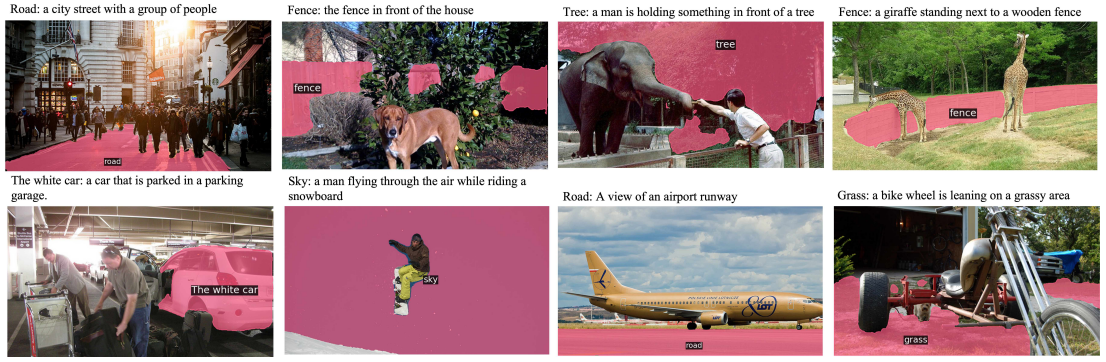 Road: a city street with a group of people
Fence: the fence in front of the house
Tree: a man is holding something in front of a tree
Fence: a giraffe standing next to a wooden fence
road
fence
tree
fence
The white car: a car that is parked in a parking
garage.
Sky: a man flying through the air while riding a
snowboard
Road: A view of an airport runway
Grass: a bike wheel is leaning on a grassy area
The white car
sky
LOT
road
grass